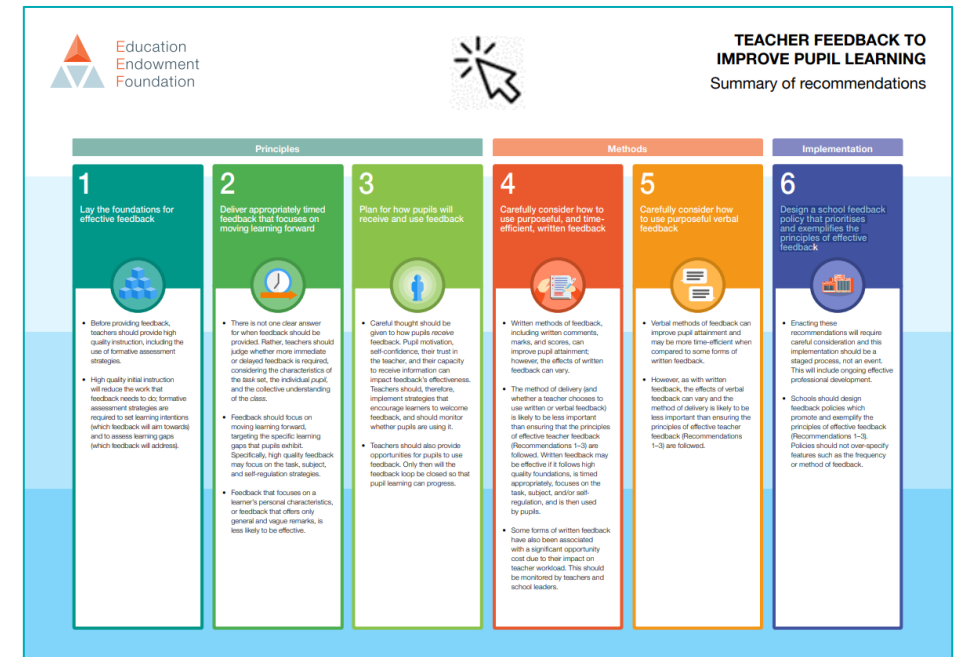 Education
Endowment
Foundation
TEACHER FEEDBACK TO
IMPROVE PUPIL LEARNING
Summary of recommendations
Principles
1
Lay the foundations for
effective feedback
• Before providing feedback,
teachers should provide high
quality instruction, including the
use of formative assessment
strategies.
• High quality initial instruction
will reduce the work that
feedback needs to do; formative
assessment strategies are
required to set learning intentions
(which feedback will aim towards)
and to assess learning gaps
(which feedback will address).
2
Deliver appropriately timed
feedback that focuses on
moving learning forward
• There is not one clear answer
for when feedback should be
provided. Rather, teachers should
judge whether more immediate
or delayed feedback is required,
considering the characteristics of
the task set, the individual pupil,
and the collective understanding
of the class.
• Feedback should focus on
moving learning forward,
targeting the specific learning
gaps that pupils exhibit.
Specifically, high quality feedback
may focus on the task, subject,
and self-regulation strategies.
• Feedback that focuses on a
learner's personal characteristics,
or feedback that offers only
general and vague remarks, is
less likely to be effective.
3
Plan for how pupils will
receive and use feedback
• Careful thought should be
given to how pupils receive
feedback. Pupil motivation,
self-confidence, their trust in
the teacher, and their capacity
to receive information can
impact feedback's effectiveness.
Teachers should, therefore,
implement strategies that
encourage learners to welcome
feedback, and should monitor
whether pupils are using it.
• Teachers should also provide
opportunities for pupils to use
feedback. Only then will the
feedback loop be closed so that
pupil learning can progress.
Methods
4
Carefully consider how to
use purposeful, and time-
efficient, written feedback
• Written methods of feedback,
including written comments,
marks, and scores, can
improve pupil attainment;
however, the effects of written
feedback can vary.
• The method of delivery (and
whether a teacher chooses to
use written or verbal feedback)
is likely to be less important
than ensuring that the principles
of effective teacher feedback
(Recommendations 1–3) are
followed. Written feedback may
be effective if it follows high
quality foundations, is timed
appropriately, focuses on the
task, subject, and/or self-
regulation, and is then used
by pupils.
• Some forms of written feedback
have also been associated
with a significant opportunity
cost due to their impact on
teacher workload. This should
be monitored by teachers and
school leaders.
5
Carefully consider how
to use purposeful verbal
feedback
• Verbal methods of feedback can
improve pupil attainment and
may be more time-efficient when
compared to some forms of
written feedback.
• However, as with written
feedback, the effects of verbal
feedback can vary and the
method of delivery is likely to be
less important than ensuring the
principles of effective teacher
feedback (Recommendations
1–3) are followed.
Implementation
6
Design a school feedback
policy that prioritises
and exemplifies the
principles of effective
feedback
• Enacting these
recommendations will require
careful consideration and this
implementation should be a
staged process, not an event.
This will include ongoing effective
professional development.
• Schools should design
feedback policies which
promote and exemplify the
principles of effective feedback
(Recommendations 1–3).
Policies should not over-specify
features such as the frequency
or method of feedback.